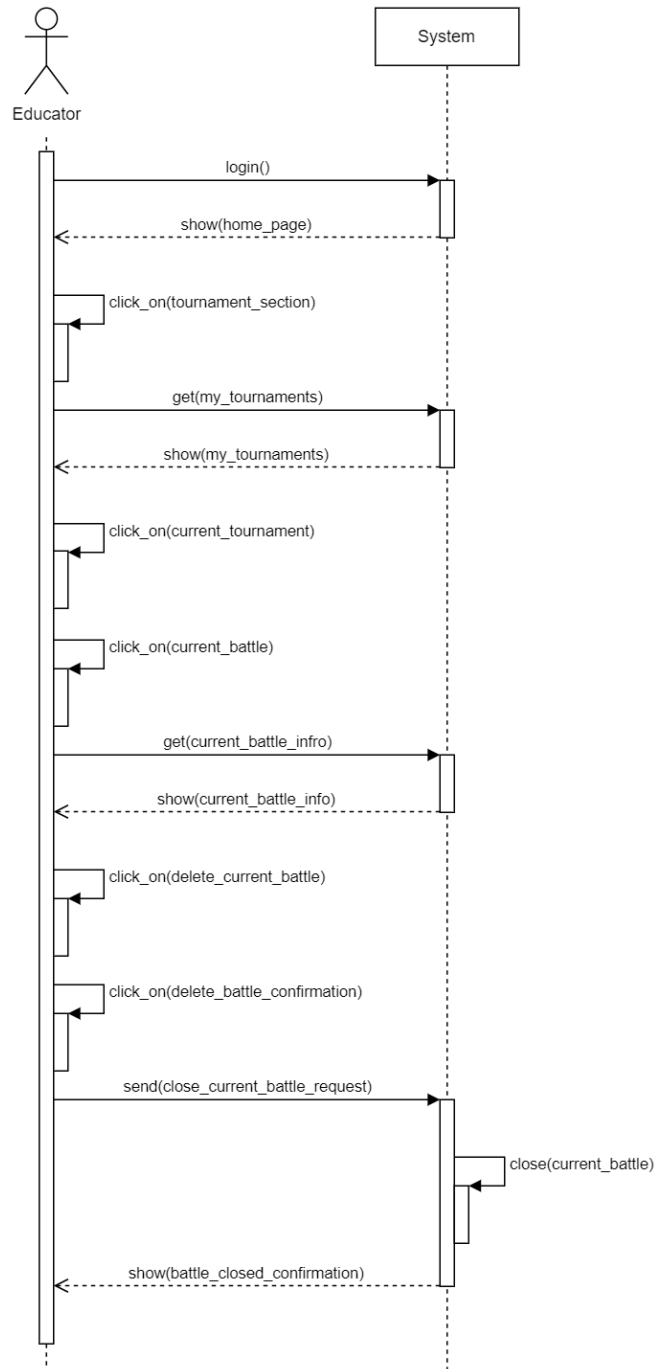 System
Educator
login()
show(home_page)
click_on(tournament_section)
get(my_tournaments)
show(my_tournaments)
click_on(current_tournament)
click_on(current_battle)
get(current_battle_infro)
show(current_battle_info)
click_on(delete_current_battle)
click_on(delete_battle_confirmation)
send(close_current_battle_request)
close(current_battle)
show(battle_closed_confirmation)